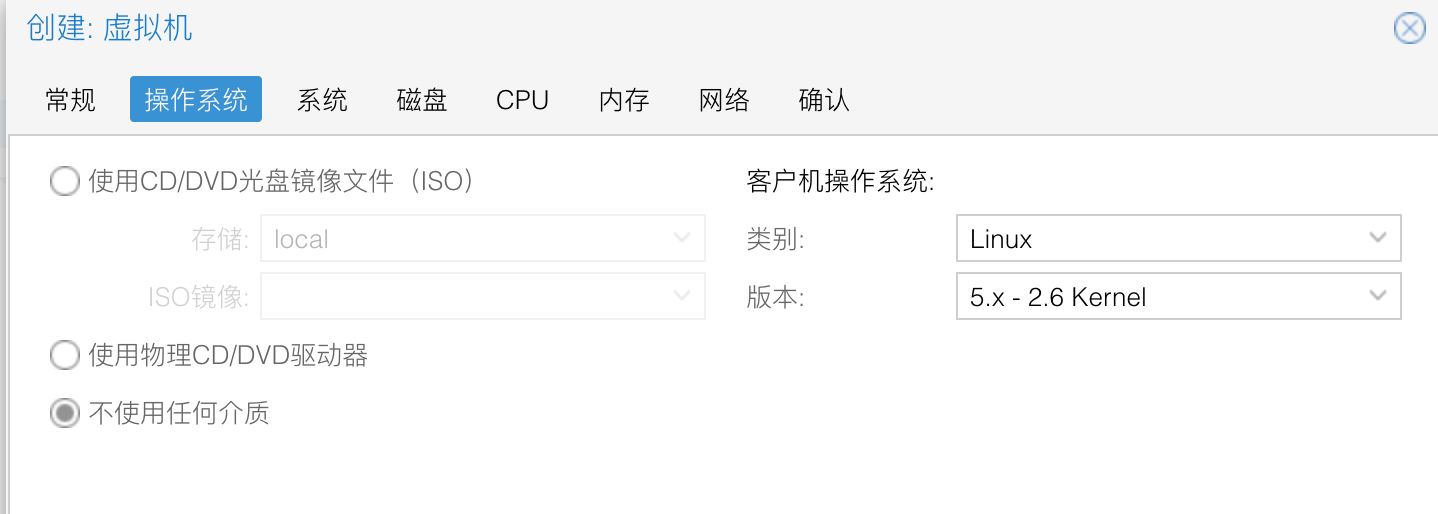 创建: 虚拟机
常规 操作系统 系统 磁盘 CPU 内存 网络 确认
使用CD/DVD光盘镜像文件（ISO）
存储: local
ISO镜像:
使用物理CD/DVD驱动器
不使用任何介质
客户机操作系统:
类别: Linux
版本: 5.x - 2.6 Kernel